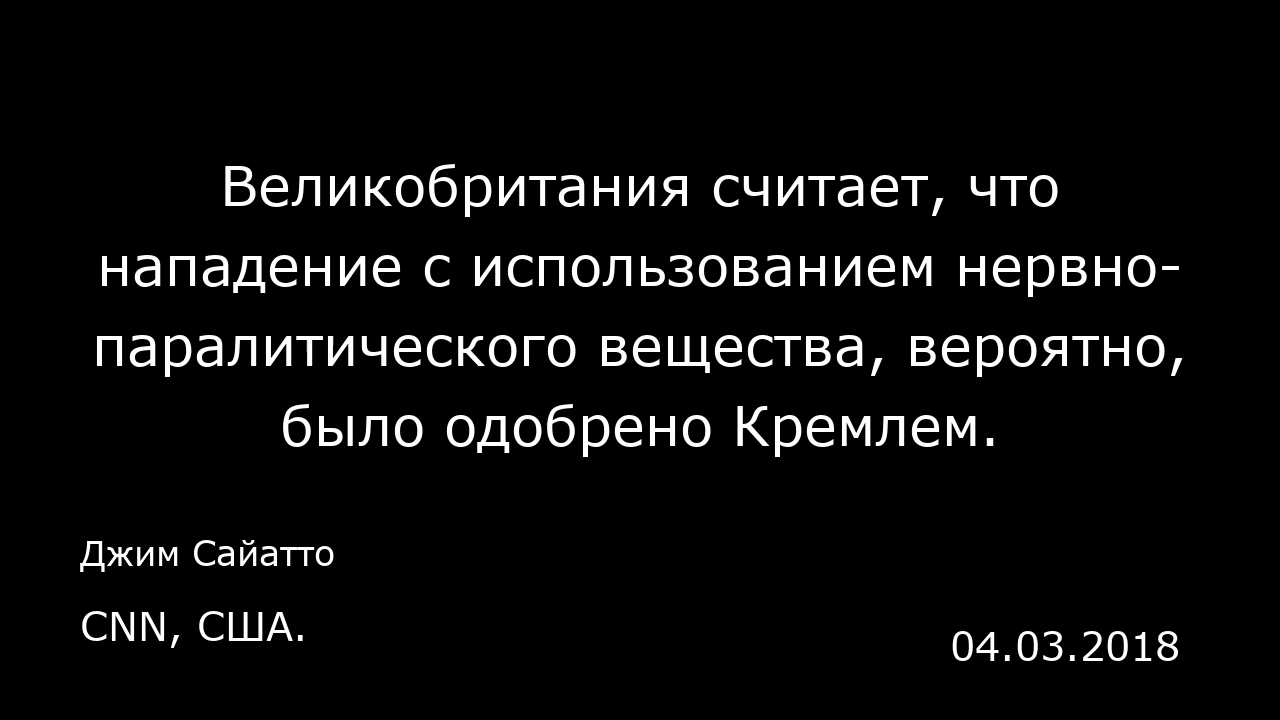 Великобритания считает, что
нападение с использованием нервно-
паралитического вещества, вероятно,
было одобрено Кремлем.
Джим Сайатто
CNN, США.
04.03.2018